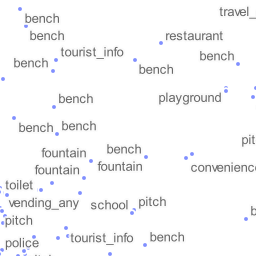 travel_
bench
bench
restaurant
tourist_info
bench
bench
bench
playground
bench
bench
bench
pit
fountain
bench
fountain
fountain
convenience
toilet
vending_any
school
pitch
b
pitch
police
tourist_info
bench